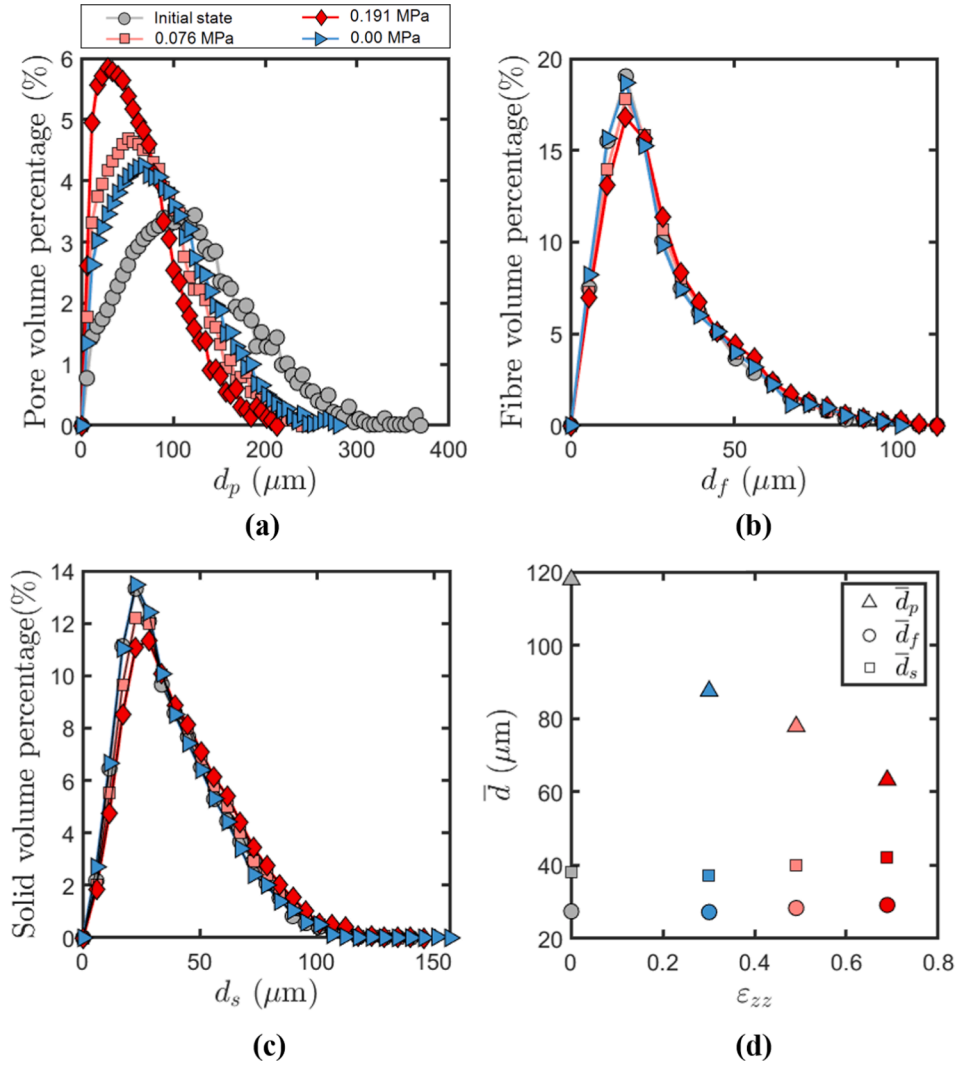 Initial state
0.191 MPa
0.076 MPa
0.00 MPa
Pore volume percentage (%)
6
5
4
3
2
1
0
0 100 200 300 400
d_p (μm)
(a)
Fibre volume percentage(%)
20
15
10
5
0
0 50 100
d_f (μm)
(b)
Solid volume percentage(%)
14
12
10
8
6
4
2
0
0 50 100 150
d_s (μm)
(c)
d̅ (μm)
120
100
80
60
40
20
0 0.2 0.4 0.6 0.8
d̅_p
d̅_f
d̅_s
ε_zz
(d)